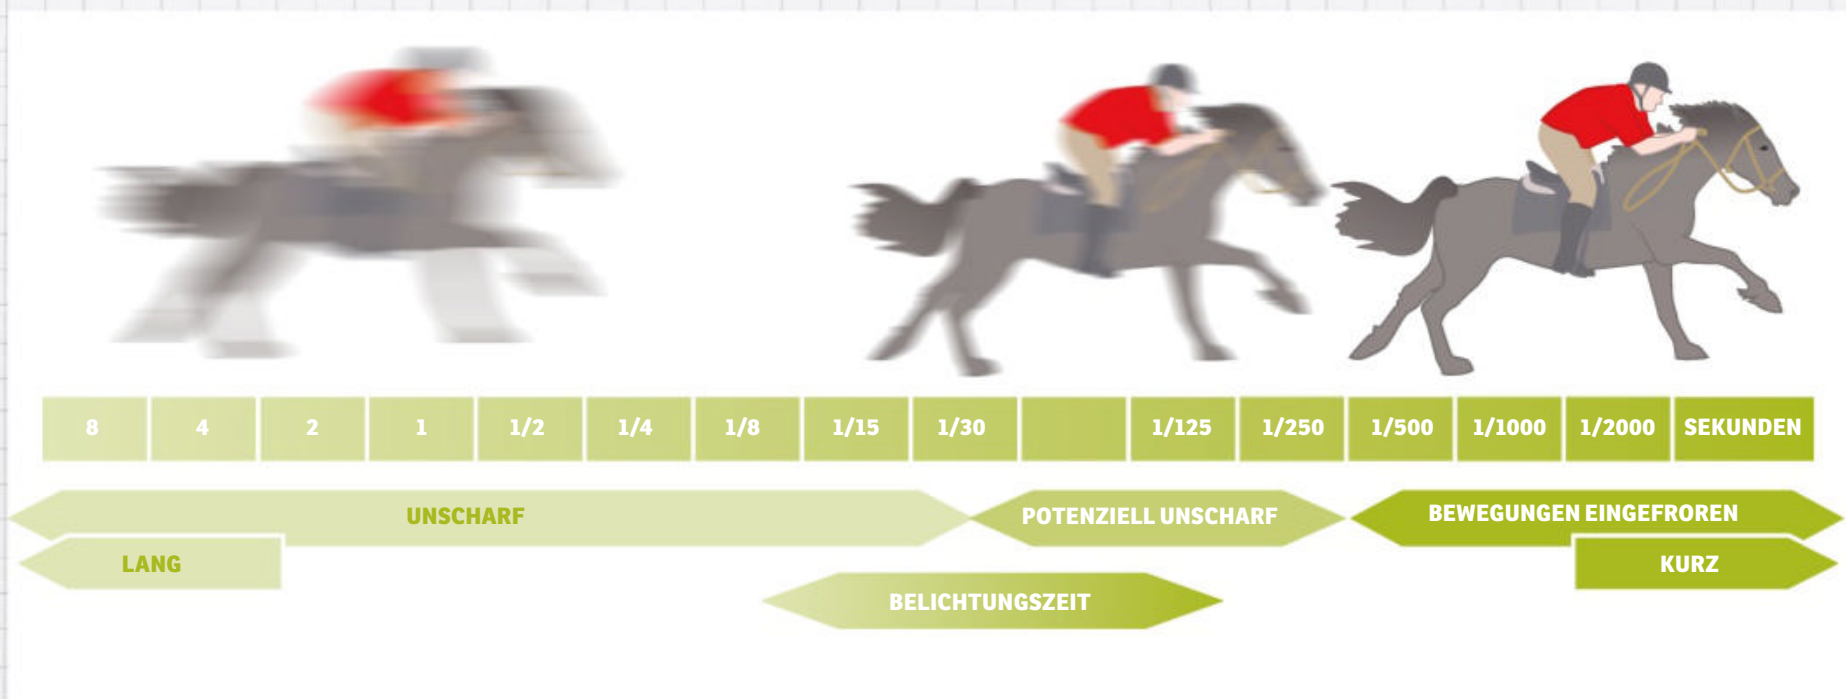 8 4 2 1 1/2 1/4 1/8 1/15 1/30 1/125 1/250 1/500 1/1000 1/2000 SEKUNDEN
UNSCHARF POTENZIELL UNSCHARF BEWEGUNGEN EINGEFROREN
LANG KURZ
BELICHTUNGSZEIT